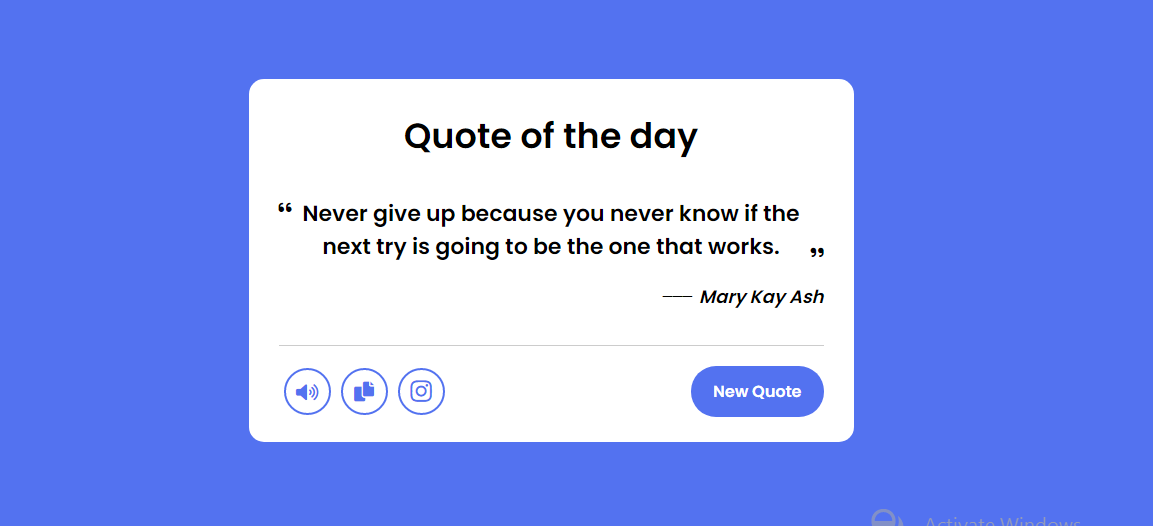 Quote of the day
“ Never give up because you never know if the
next try is going to be the one that works. ”
—— Mary Kay Ash
New Quote
Activate Windows